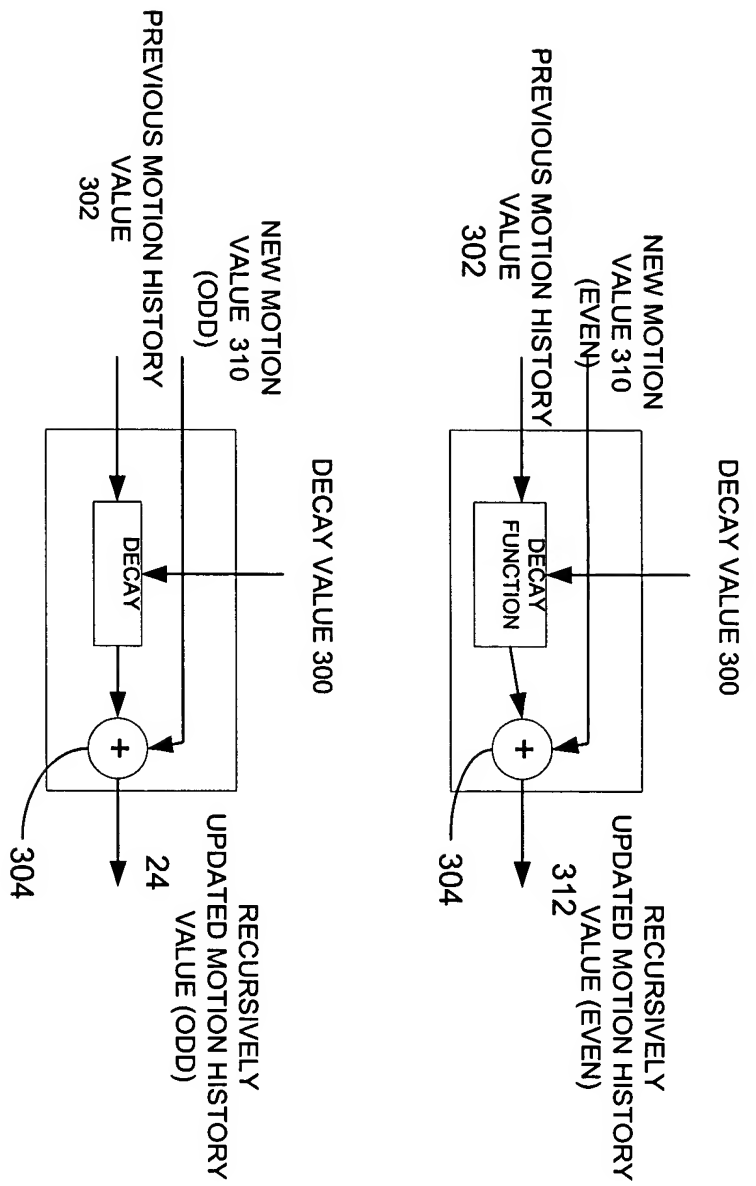 DECAY VALUE 300
NEW MOTION
VALUE 310
(EVEN)
PREVIOUS MOTION HISTORY
VALUE
302
DECAY
FUNCTION
+
304
RECURSIVELY
UPDATED MOTION HISTORY
VALUE (EVEN)
312
DECAY VALUE 300
NEW MOTION
VALUE 310
(ODD)
PREVIOUS MOTION HISTORY
VALUE
302
DECAY
+
304
RECURSIVELY
UPDATED MOTION HISTORY
VALUE (ODD)
24